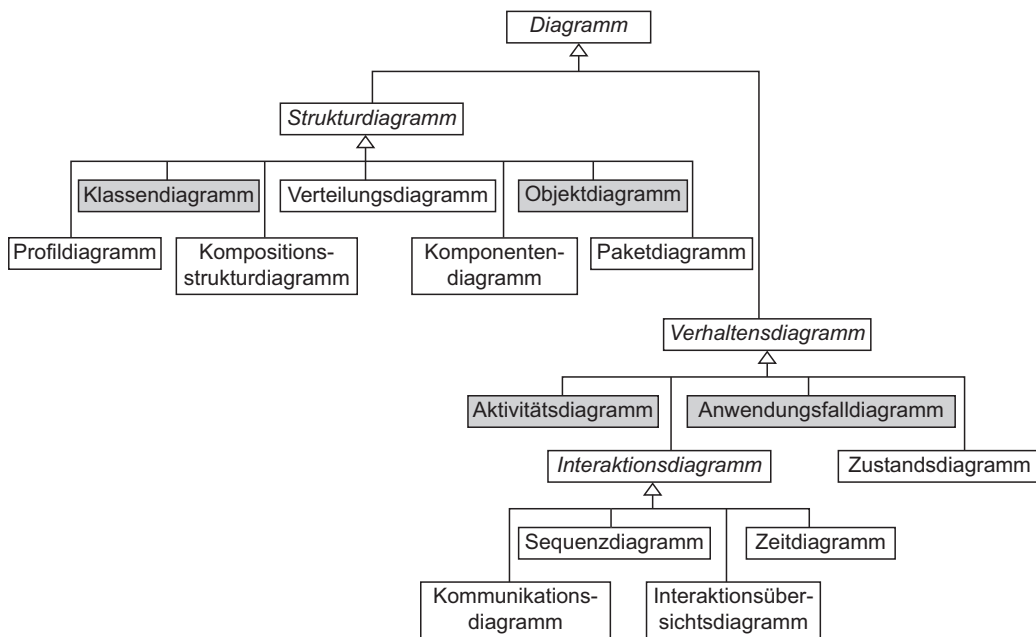 Diagramm
Strukturdiagramm
Klassendiagramm
Verteilungsdiagramm
Objektdiagramm
Profildiagramm
Kompositions-
strukturdiagramm
Komponenten-
diagramm
Paketdiagramm
Verhaltensdiagramm
Aktivitätsdiagramm
Anwendungsfalldiagramm
Interaktionsdiagramm
Zustandsdiagramm
Sequenzdiagramm
Zeitdiagramm
Kommunikations-
diagramm
Interaktionsüber-
sichtsdiagramm